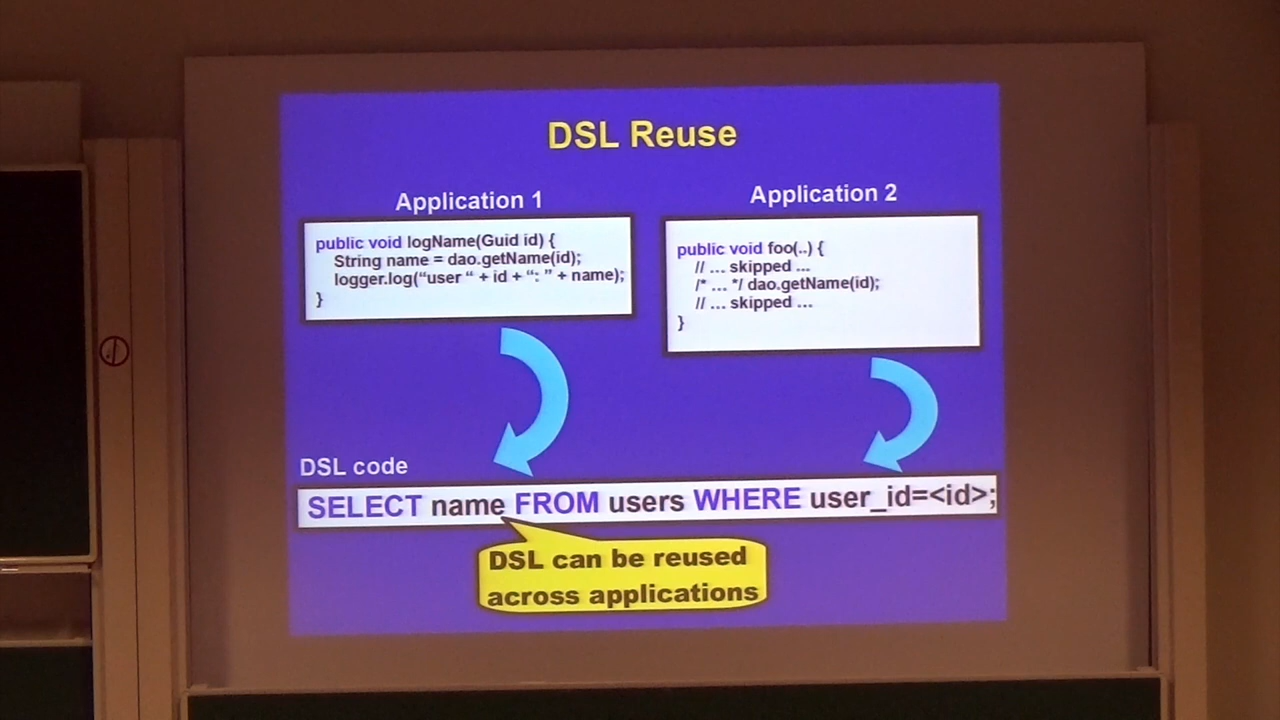 DSL Reuse
Application 1
public void logName(Guid id) {
String name = dao.getName(id);
logger.log(“user “ + id + “: ” + name);
}
Application 2
public void foo(..) {
// ... skipped ...
/* ... */ dao.getName(id);
// ... skipped ...
}
DSL code
SELECT name FROM users WHERE user_id=<id>;
DSL can be reused
across applications